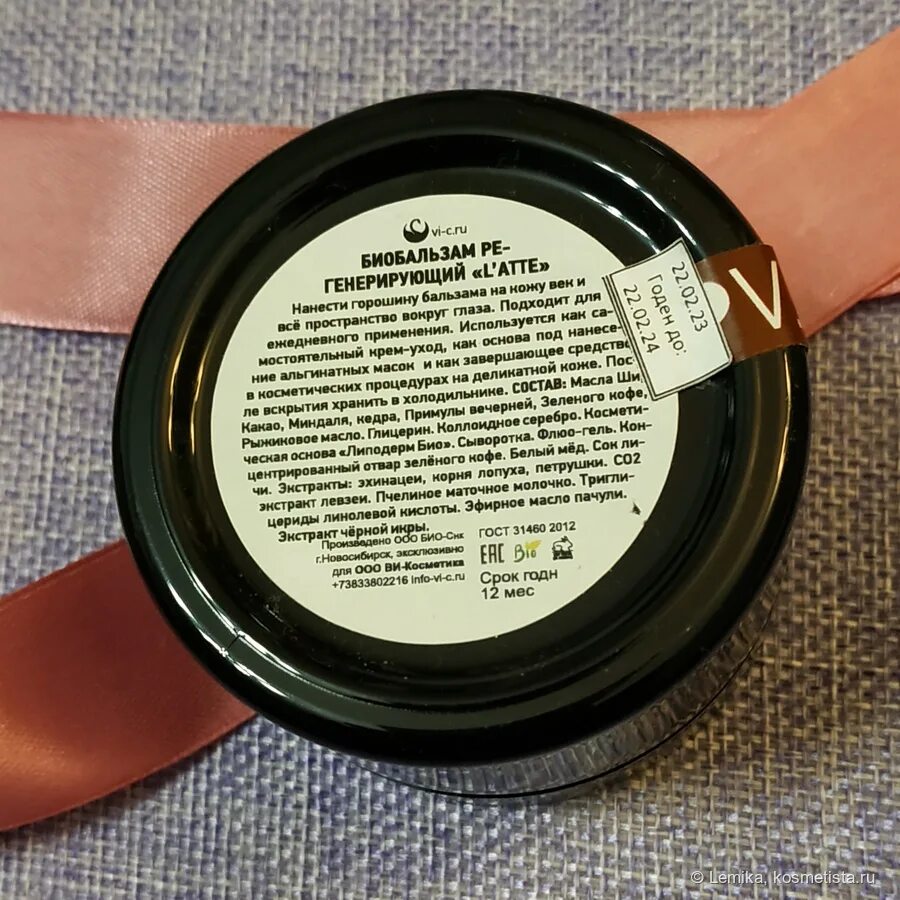 vi-c.ru
БИОБАЛЬЗАМ РЕ-
ГЕНЕРИРУЮЩИЙ «L'ATTE»
Нанести горошину бальзама на кожу век и
всё пространство вокруг глаза. Подходит для
ежедневного применения. Используется как са-
мостоятельный крем-уход, как основа под нанесе-
ние альгинатных масок и как завершающее средство
в косметических процедурах на деликатной коже. Пос-
ле вскрытия хранить в холодильнике. СОСТАВ: Масла Ши,
Какао, Миндаля, кедра, Примулы вечерней, Зеленого кофе,
Рыжиковое масло. Глицерин. Коллоидное серебро. Космети-
ческая основа «Липодерм Био». Сыворотка. Флюо-гель. Кон-
центрированный отвар зелёного кофе. Белый мёд. Сок ли-
чи. Экстракты: эхинацеи, корня лопуха, петрушки. СО2
экстракт левзеи. Пчелиное маточное молочко. Тригли-
цериды линолевой кислоты. Эфирное масло пачули.
Экстракт чёрной икры.
Произведено ООО БИО-Снк
г.Новосибирск, эксклюзивно
для ООО ВИ-Косметика
+73833802216 info-vi-c.ru
ГОСТ 31460 2012
EAC Bio
Срок годн
12 мес
22.02.23
Годен до:
22.02.24
V
© Lemjka, kosmetista.ru